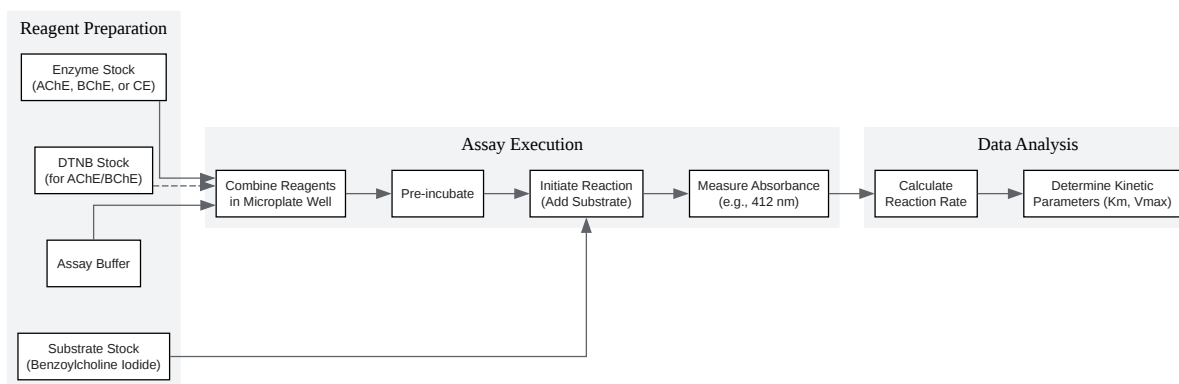 Reagent Preparation
Enzyme Stock
(AChE, BChE, or CE)
DTNB Stock
(for AChE/BChE)
Assay Buffer
Substrate Stock
(Benzoylcholine Iodide)
Assay Execution
Combine Reagents
in Microplate Well
Pre-incubate
Initiate Reaction
(Add Substrate)
Measure Absorbance
(e.g., 412 nm)
Data Analysis
Calculate
Reaction Rate
Determine Kinetic
Parameters (Km, Vmax)